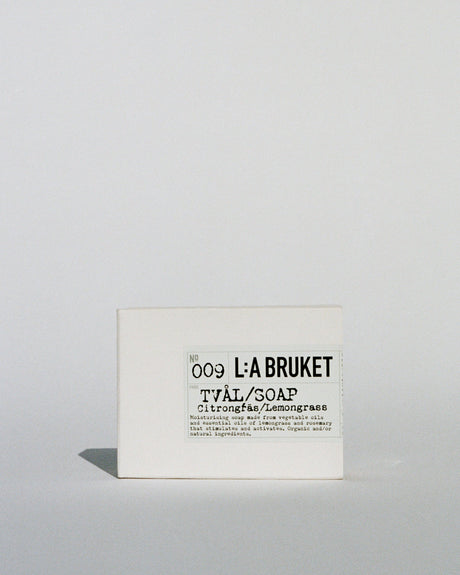 Nº
009 L:A BRUKET
TVÅL/SOAP
Citrongräs/Lemongrass
Moisturising soap made from vegetable oils
and essential oils of lemongrass and rosemary
that stimulates and activates. Organic and/or
natural ingredients.